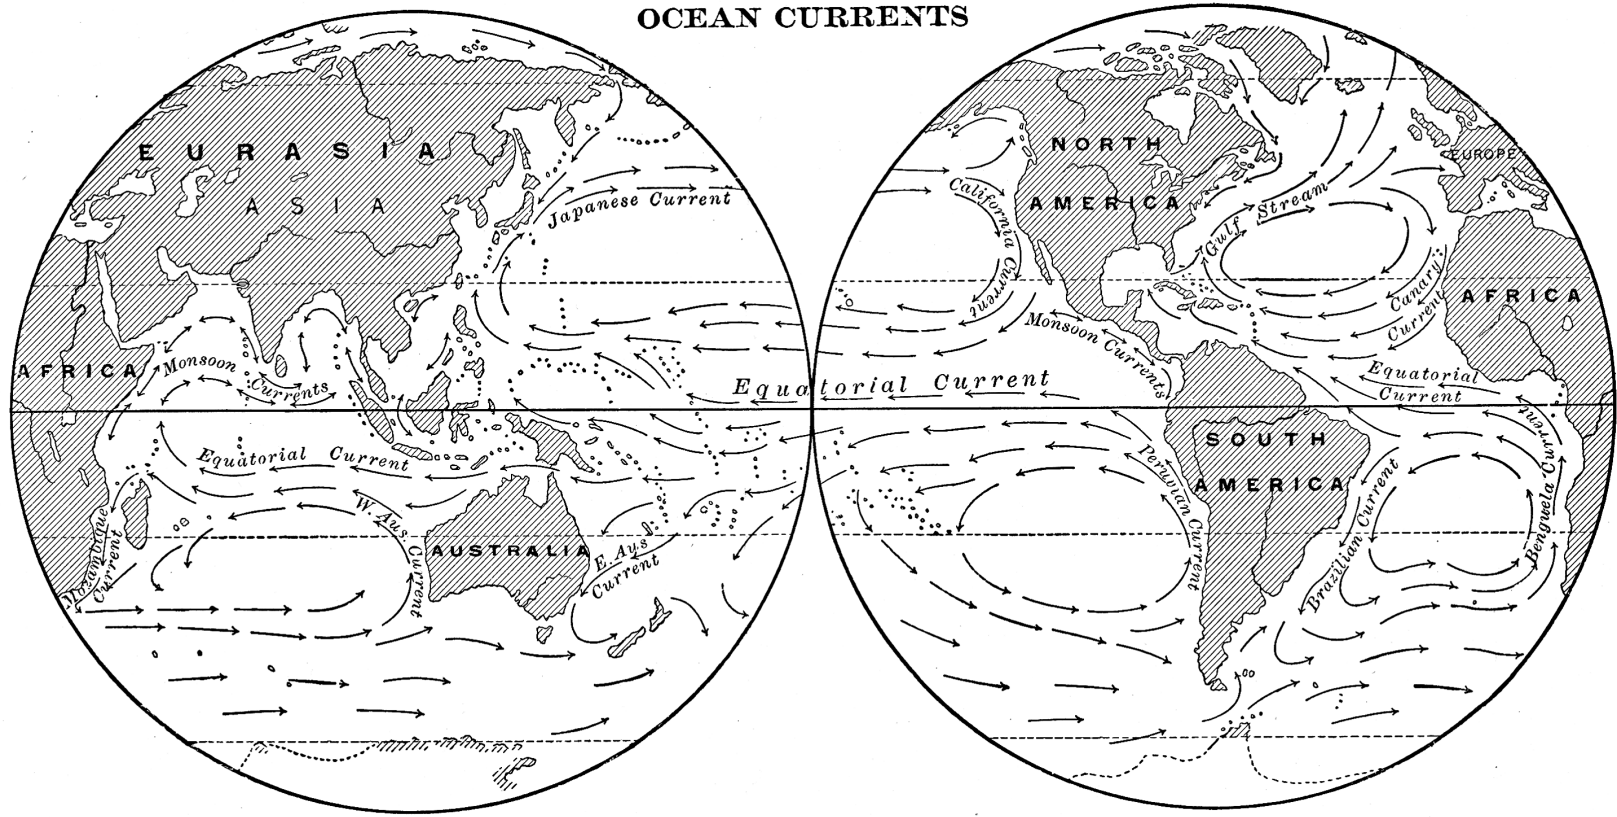 OCEAN CURRENTS
EURASIA
ASIA
AFRICA
Japanese Current
Monsoon
Currents
Equatorial Current
Equatorial Current
W. Aus. Current
Mozambique
Current
AUSTRALIA
E. Aus.
Current
NORTH
AMERICA
California Current
Gulf Stream
EUROPE
AFRICA
Canary
Current
Monsoon Currents
Equatorial
Current
SOUTH
AMERICA
Peruvian Current
Brazilian Current
Benguela Current